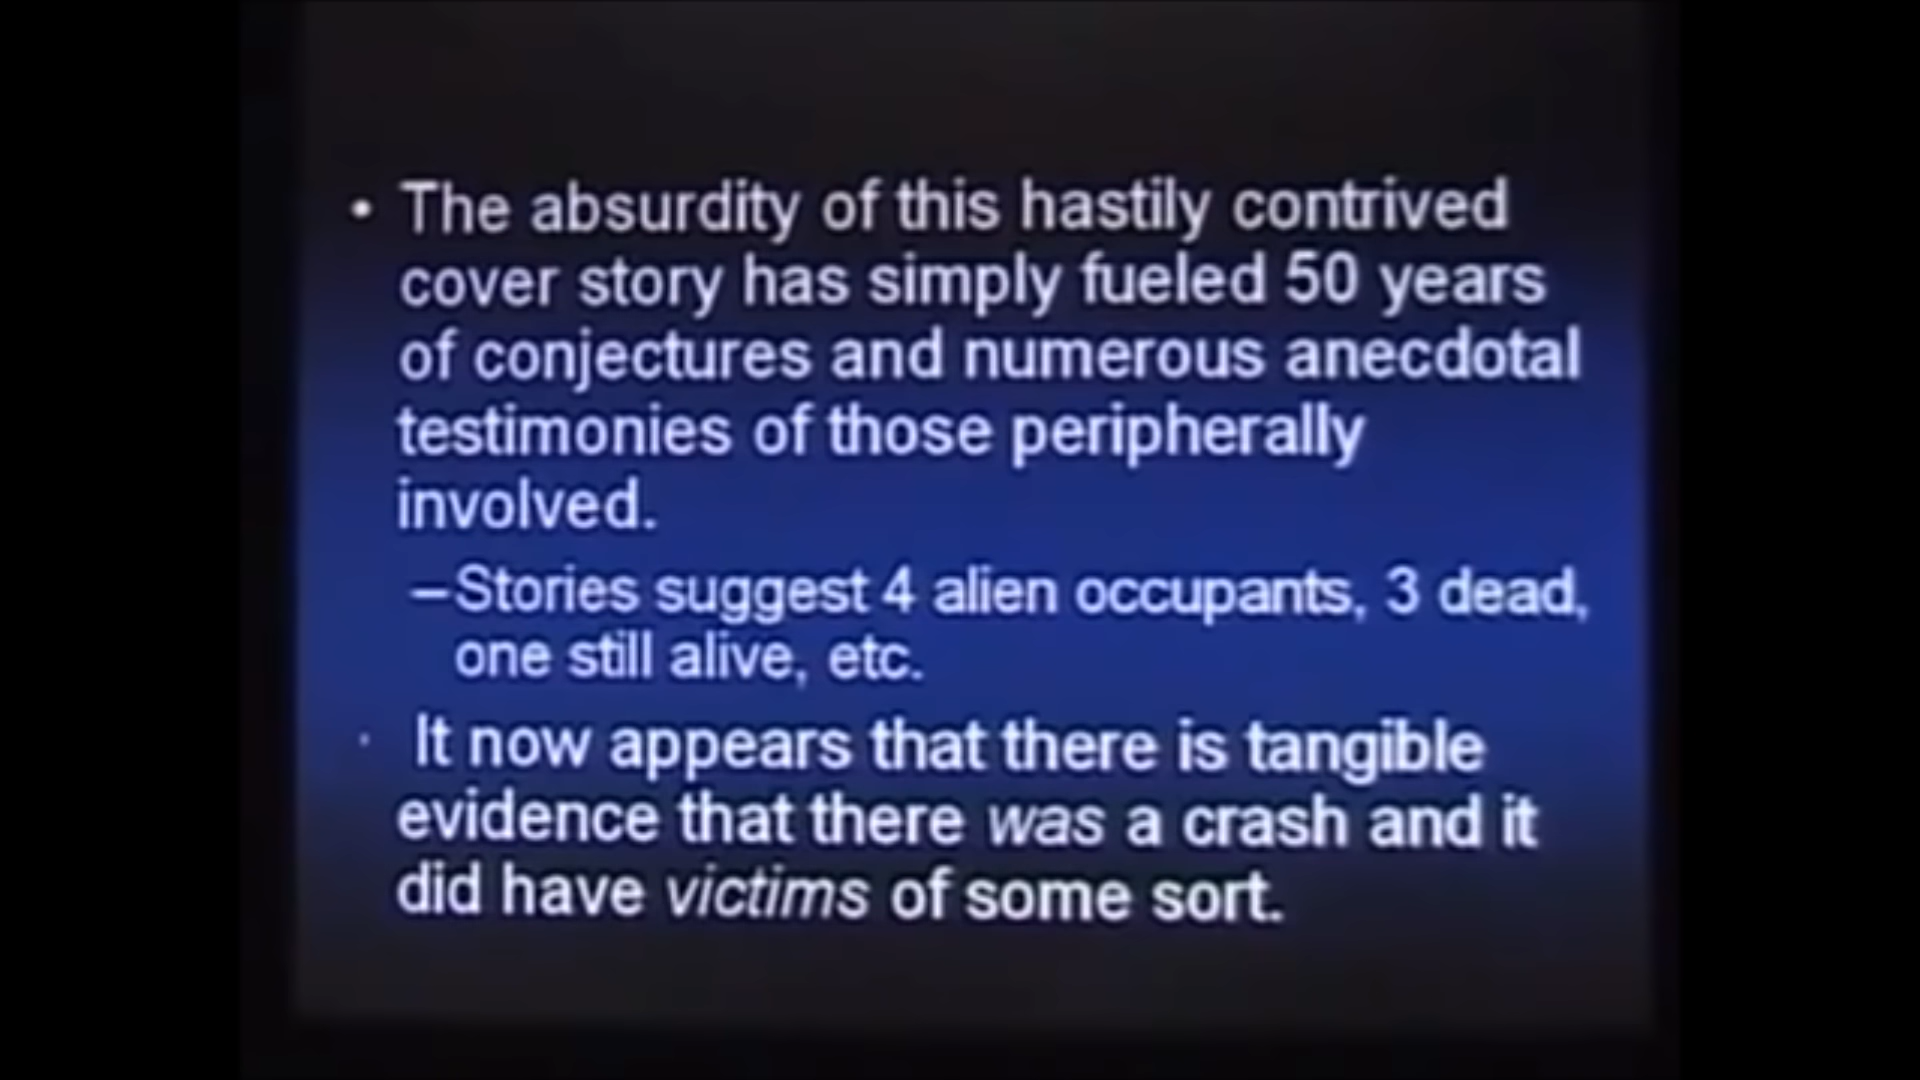 • The absurdity of this hastily contrived
cover story has simply fueled 50 years
of conjectures and numerous anecdotal
testimonies of those peripherally
involved.
–Stories suggest 4 alien occupants, 3 dead,
one still alive, etc.
· It now appears that there is tangible
evidence that there was a crash and it
did have victims of some sort.